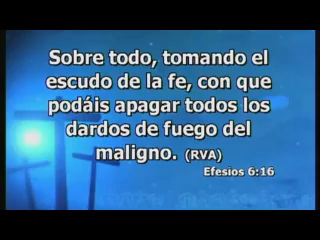 Sobre todo, tomando el
escudo de la fe, con que
podáis apagar todos los
dardos de fuego del
maligno. (RVA)
Efesios 6:16